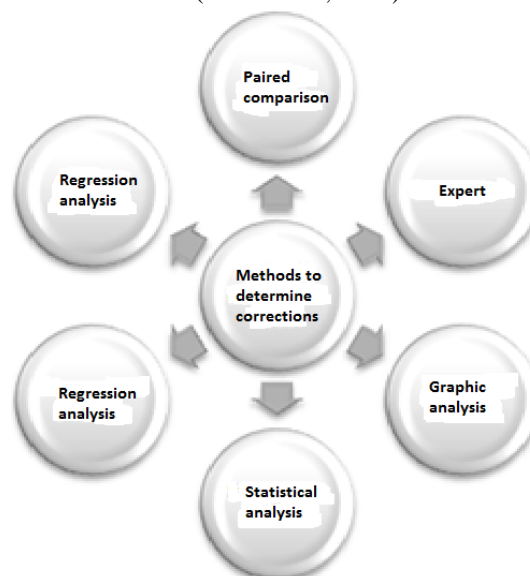 Paired
comparison
Regression
analysis
Expert
Methods to
determine
corrections
Regression
analysis
Graphic
analysis
Statistical
analysis